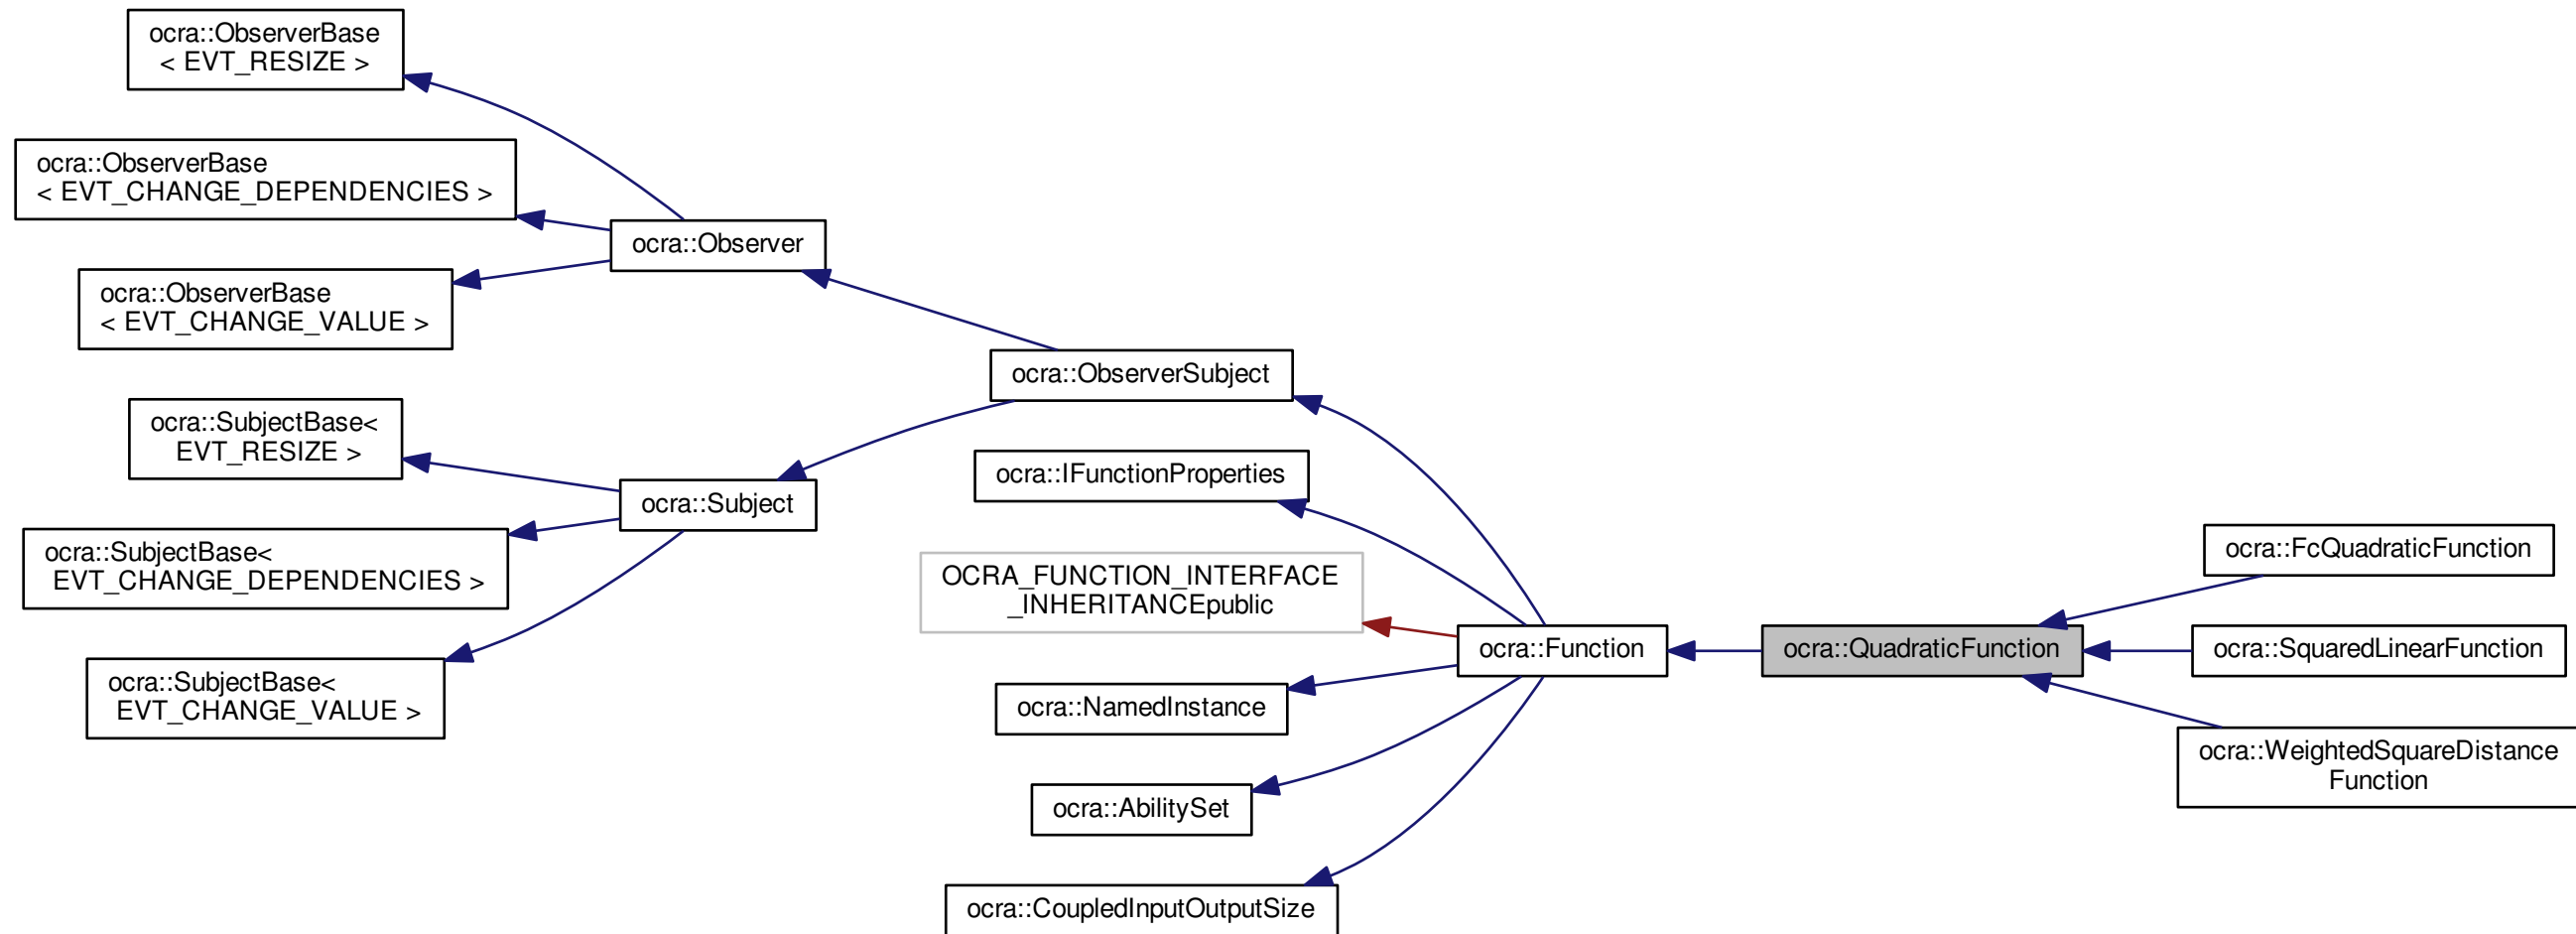 ocra::ObserverBase
< EVT_RESIZE >
ocra::ObserverBase
< EVT_CHANGE_DEPENDENCIES >
ocra::Observer
ocra::ObserverBase
< EVT_CHANGE_VALUE >
ocra::ObserverSubject
ocra::SubjectBase<
EVT_RESIZE >
ocra::IFunctionProperties
ocra::Subject
ocra::SubjectBase<
EVT_CHANGE_DEPENDENCIES >
OCRA_FUNCTION_INTERFACE
_INHERITANCEpublic
ocra::FcQuadraticFunction
ocra::Function
ocra::QuadraticFunction
ocra::SquaredLinearFunction
ocra::SubjectBase<
EVT_CHANGE_VALUE >
ocra::NamedInstance
ocra::WeightedSquareDistance
Function
ocra::AbilitySet
ocra::CoupledInputOutputSize